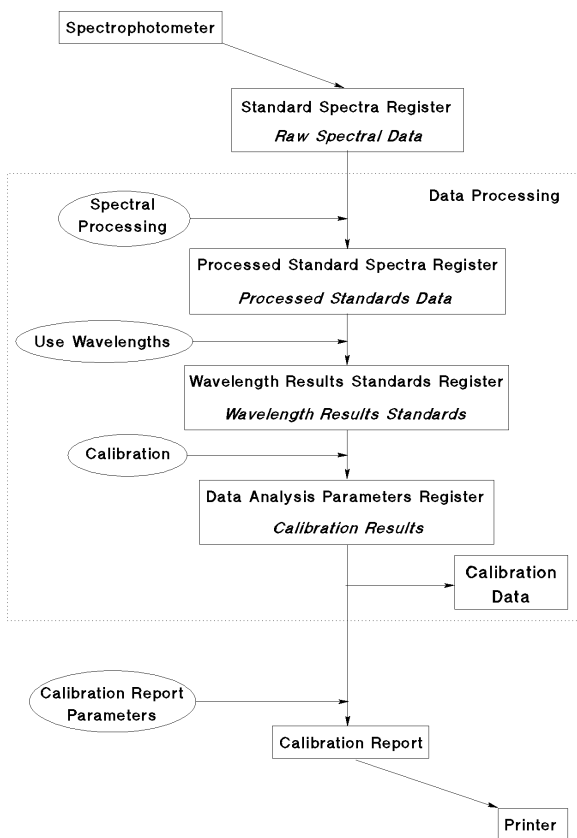 Spectrophotometer
Standard Spectra Register
Raw Spectral Data
Data Processing
Spectral
Processing
Processed Standard Spectra Register
Processed Standards Data
Use Wavelengths
Wavelength Results Standards Register
Wavelength Results Standards
Calibration
Data Analysis Parameters Register
Calibration Results
Calibration
Data
Calibration Report
Parameters
Calibration Report
Printer